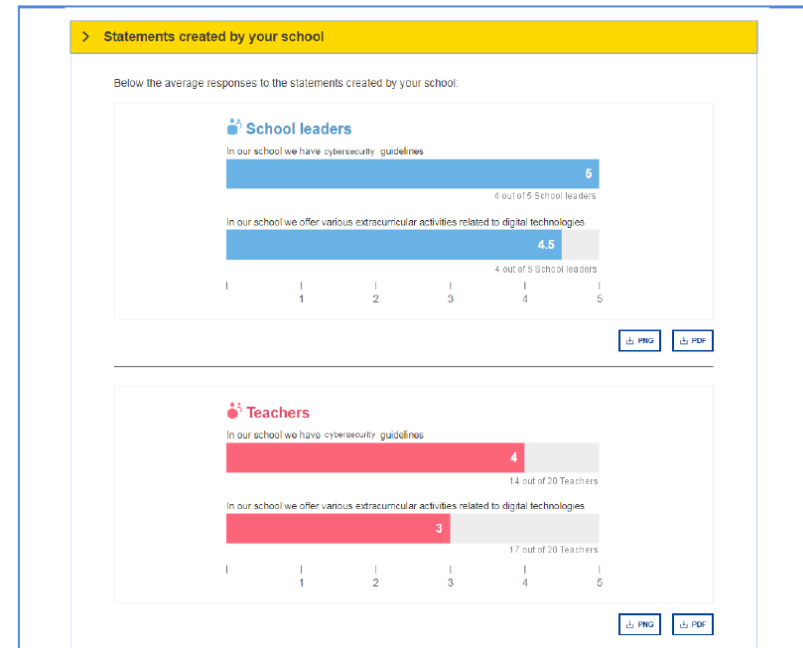 > Statements created by your school
Below the average responses to the statements created by your school:
School leaders
In our school we have cybersecurity guidelines
5
4 out of 5 School leaders
In our school we offer various extracurricular activities related to digital technologies
4.5
4 out of 5 School leaders
1 2 3 4 5
PNG PDF
Teachers
In our school we have cybersecurity guidelines
4
14 out of 20 Teachers
In our school we offer various extracurricular activities related to digital technologies
3
17 out of 20 Teachers
1 2 3 4 5
PNG PDF